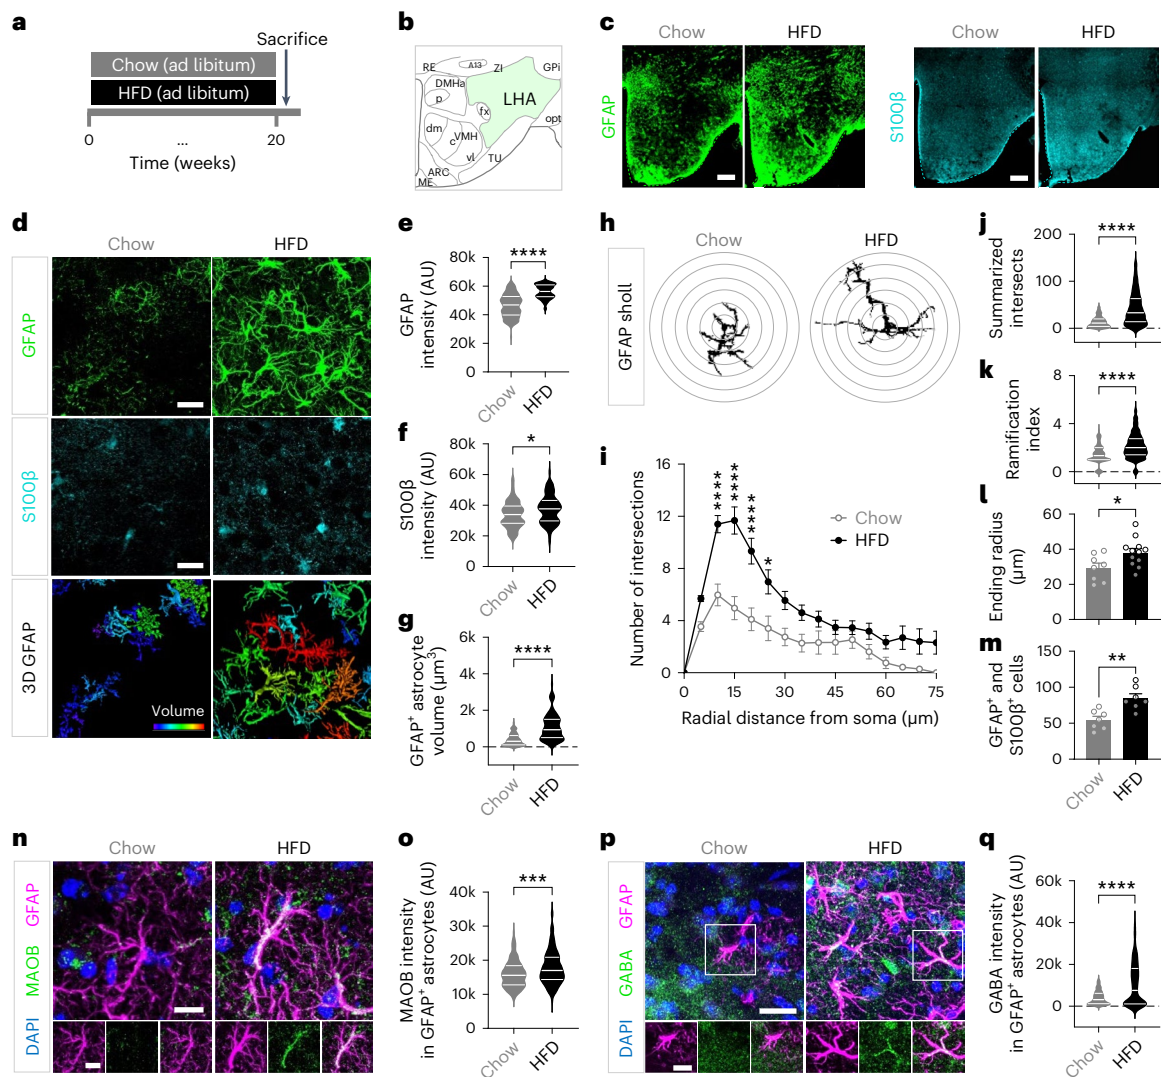 a
Sacrifice
Chow (ad libitum)
HFD (ad libitum)
0
...
20
Time (weeks)
b
RE
A13
ZI
GPi
DMHa
p
LHA
fx
opt
dm
VMH
c
vl
TU
ARC
ME
c
Chow
HFD
GFAP
S100β
d
Chow
HFD
GFAP
S100β
3D GFAP
Volume
e
****
80k
60k
40k
20k
0
GFAP
intensity (AU)
Chow
HFD
f
*
80k
60k
40k
20k
0
S100β
intensity (AU)
g
****
6k
4k
2k
0
GFAP⁺ astrocyte
volume (μm³)
Chow
HFD
h
Chow
HFD
GFAP sholl
i
16
12
8
4
0
Number of intersections
****
****
****
*
Chow
HFD
0
15
30
45
60
75
Radial distance from soma (μm)
j
****
200
100
0
Summarized
intersects
k
****
8
4
0
Ramification
index
l
*
60
40
20
0
Ending radius
(μm)
m
**
150
100
50
0
GFAP⁺ and
S100β⁺ cells
Chow
HFD
n
Chow
HFD
DAPI MAOB GFAP
o
***
40k
30k
20k
10k
0
MAOB intensity
in GFAP⁺ astrocytes (AU)
Chow
HFD
p
Chow
HFD
DAPI GABA GFAP
q
****
60k
40k
20k
0
GABA intensity
in GFAP⁺ astrocytes (AU)
Chow
HFD